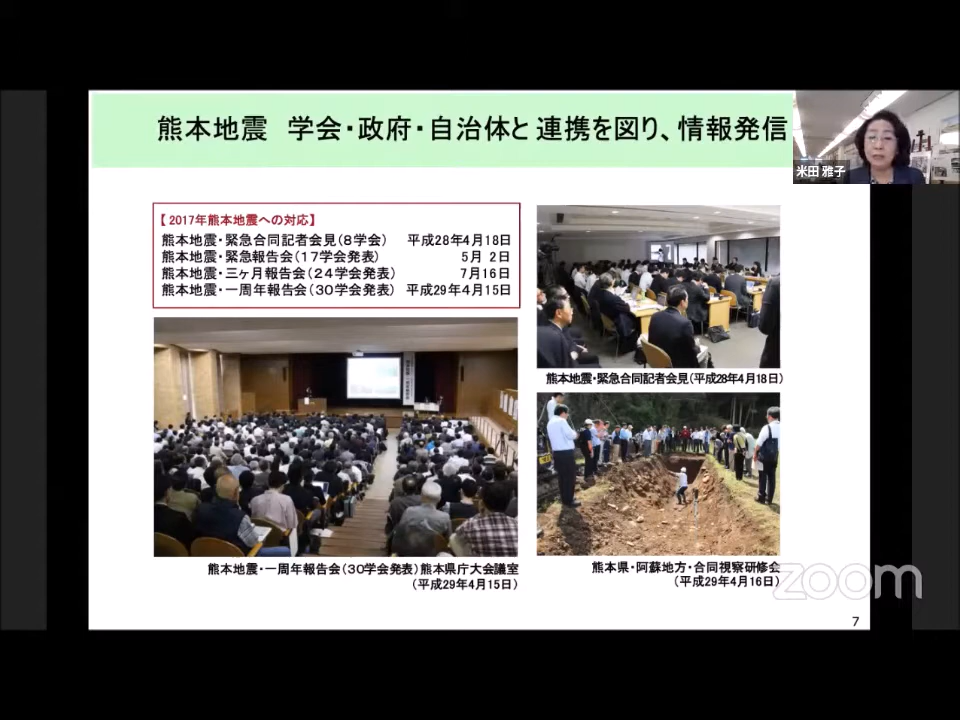 熊本地震 学会・政府・自治体と連携を図り、情報発信
米田 雅子
【2017年熊本地震への対応】
熊本地震・緊急合同記者会見(8学会) 平成28年4月18日
熊本地震・緊急報告会(17学会発表) 5月 2日
熊本地震・三ヶ月報告会(24学会発表) 7月16日
熊本地震・一周年報告会(30学会発表) 平成29年4月15日
熊本地震・緊急合同記者会見(平成28年4月18日)
熊本地震・一周年報告会(30学会発表)熊本県庁大会議室
(平成29年4月15日)
熊本県・阿蘇地方・合同視察研修会
(平成29年4月16日)
zoom
7